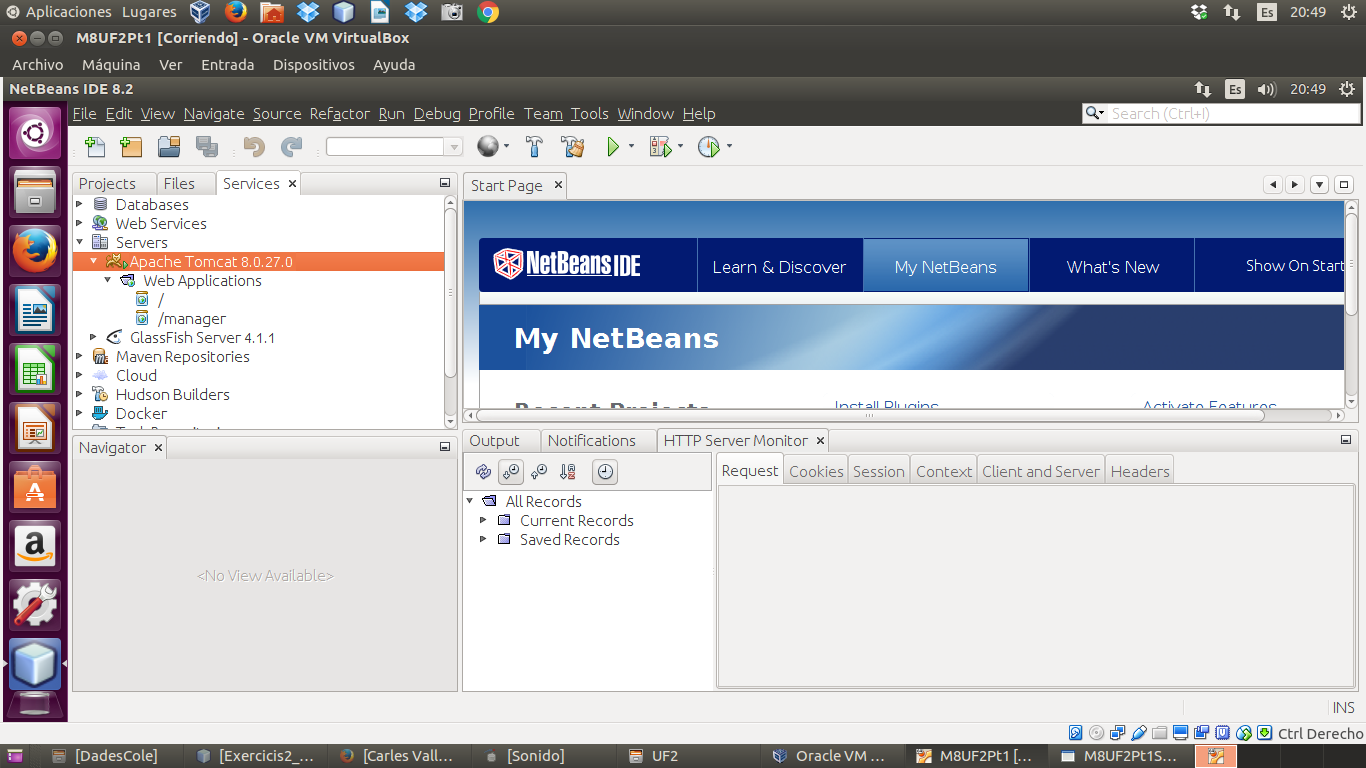 Aplicaciones Lugares Es 20:49
M8UF2Pt1 [Corriendo] - Oracle VM VirtualBox
Archivo Máquina Ver Entrada Dispositivos Ayuda
NetBeans IDE 8.2 Es 20:49
File Edit View Navigate Source Refactor Run Debug Profile Team Tools Window Help Search (Ctrl+I)
Projects Files Services
Databases
Web Services
Servers
Apache Tomcat 8.0.27.0
Web Applications
/
/manager
GlassFish Server 4.1.1
Maven Repositories
Cloud
Hudson Builders
Docker
Start Page
NetBeans IDE Learn & Discover My NetBeans What's New Show On Start
My NetBeans
Recent Projects Install Plugins Activate Features
Navigator
<No View Available>
Output Notifications HTTP Server Monitor
All Records
Current Records
Saved Records
Request Cookies Session Context Client and Server Headers
INS
Ctrl Derecho
[DadesCole] [Exercicis2_... [Carles Vall... [Sonido] UF2 Oracle VM ... M8UF2Pt1 [... M8UF2Pt1S...